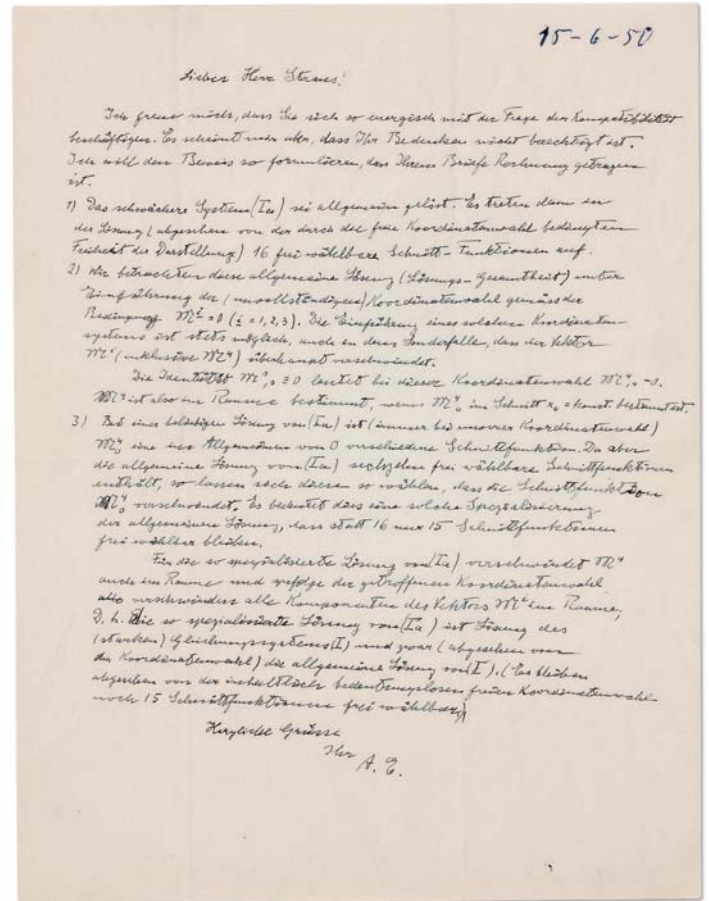 15-6-50
Lieber Herr Straus!
Ich freue mich, dass Sie sich so energisch mit der Frage der Kompatibilität
beschäftigen. Es scheint mir aber, dass Ihr Bedenken nicht berechtigt ist.
Ich will den Beweis so formulieren, dass Ihrem Briefe Rechnung getragen
ist.
1) Das schwächere System (Ia) sei allgemein gelöst. Es treten dann in
der Lösung (abgesehen von der durch die freie Koordinatenwahl bedingten
Freiheit der Darstellung) 16 frei wählbare Schnitt-Funktionen auf.
2) Wir betrachten diese allgemeine Lösung (Lösungs-Gesamtheit) unter
Einführung der (unvollständigen) Koordinatenwahl gemäss der
Bedingung 𝔐ⁱ = 0 (i = 1, 2, 3). Die Einführung eines solchen Koordinaten-
systems ist stets möglich, auch in dem Sonderfalle, dass der Vektor
𝔐ˢ (inklusive 𝔐⁴) überhaupt verschwindet.
Die Identität 𝔐ˢ,ₛ ≡ 0 lautet bei dieser Koordinatenwahl 𝔐⁴,₄ = 0.
𝔐⁴ ist also im Raume bestimmt, wenn 𝔐⁴₀ im Schnitt x₄ = konst. bestimmt ist.
3) Bei einer beliebigen Lösung von (Ia) ist (immer bei unserer Koordinatenwahl)
𝔐⁴₀ eine im Allgemeinen von 0 verschiedene Schnittfunktion. Da aber
die allgemeine Lösung von (Ia) sechzehn frei wählbare Schnittfunktionen
enthält, so lassen sich diese so wählen, dass die Schnittfunktion
𝔐⁴₀ verschwindet. Es bedeutet dies eine solche Spezialisierung
der allgemeinen Lösung, dass statt 16 nur 15 Schnittfunktionen
frei wählbar bleiben.
Für die so spezialisierte Lösung von (Ia) verschwindet 𝔐⁴
auch im Raume und zufolge der getroffenen Koordinatenwahl
verschwinden alle Komponenten des Vektors 𝔐ⁱ im Raume,
D. h. die so spezialisierte Lösung von (Ia) ist Lösung des
(starken) Gleichungssystems (I) und zwar (abgesehen von
der Koordinatenwahl) die allgemeine Lösung von (I). (Es bleiben
abgesehen von der inhaltlich bedeutungslosen freien Koordinatenwahl
noch 15 Schnittfunktionen frei wählbar.)
Herzliche Grüsse
Ihr
A. E.